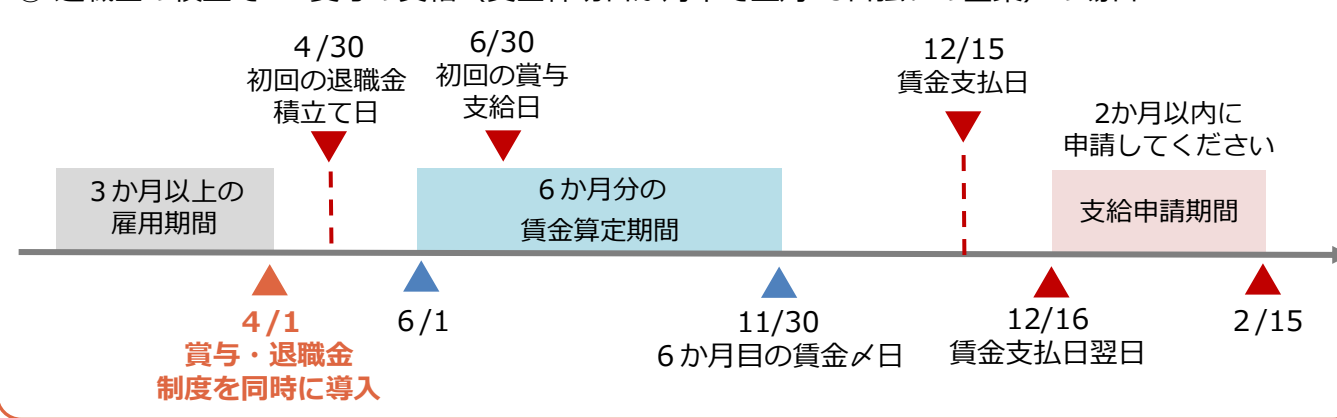 4/30
初回の退職金
積立て日
6/30
初回の賞与
支給日
12/15
賃金支払日
2か月以内に
申請してください
3か月以上の
雇用期間
6か月分の
賃金算定期間
支給申請期間
4/1
賞与・退職金
制度を同時に導入
6/1
11/30
6か月目の賃金〆日
12/16
賃金支払日翌日
2/15